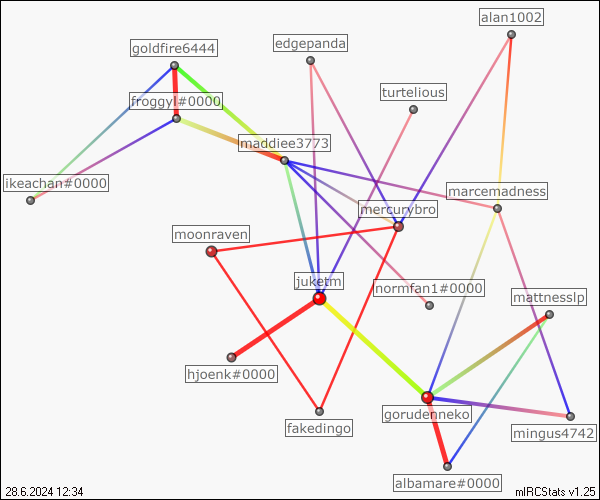 alan1002
goldfire6444
edgepanda
turtelious
froggyl#0000
maddiee3773
ikeachan#0000
marcemadness
mercurybro
moonraven
juketm
normfan1#0000
mattnesslp
hjoenk#0000
gorudenneko
fakedingo
mingus4742
albamare#0000
28.6.2024 12:34
mIRCStats v1.25